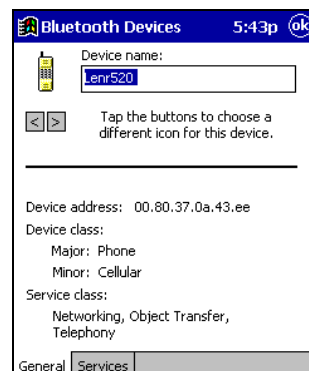 Bluetooth Devices 5:43p ok
Device name:
Lenr520
< > Tap the buttons to choose a
different icon for this device.
Device address: 00.80.37.0a.43.ee
Device class:
Major: Phone
Minor: Cellular
Service class:
Networking, Object Transfer,
Telephony
General Services